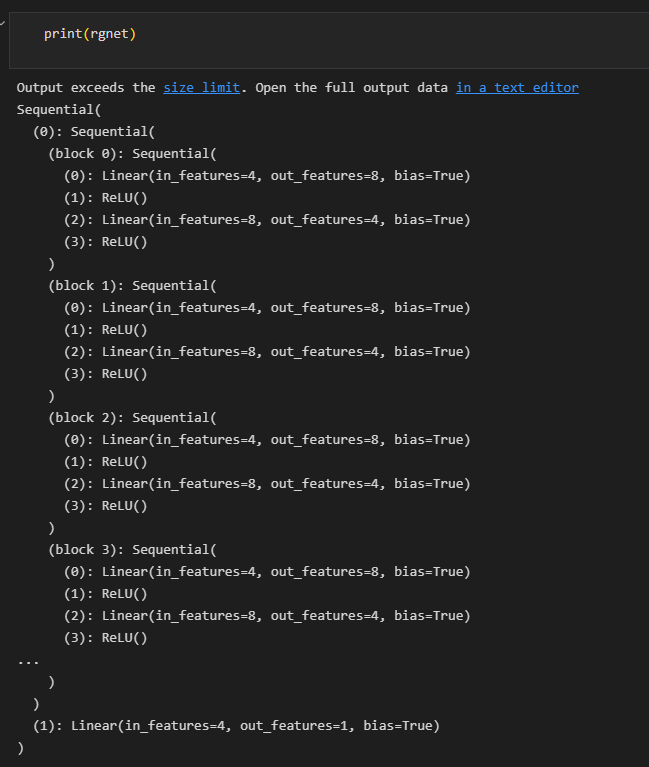 print(rgnet)
Output exceeds the size limit. Open the full output data in a text editor
Sequential(
  (0): Sequential(
    (block 0): Sequential(
      (0): Linear(in_features=4, out_features=8, bias=True)
      (1): ReLU()
      (2): Linear(in_features=8, out_features=4, bias=True)
      (3): ReLU()
    )
    (block 1): Sequential(
      (0): Linear(in_features=4, out_features=8, bias=True)
      (1): ReLU()
      (2): Linear(in_features=8, out_features=4, bias=True)
      (3): ReLU()
    )
    (block 2): Sequential(
      (0): Linear(in_features=4, out_features=8, bias=True)
      (1): ReLU()
      (2): Linear(in_features=8, out_features=4, bias=True)
      (3): ReLU()
    )
    (block 3): Sequential(
      (0): Linear(in_features=4, out_features=8, bias=True)
      (1): ReLU()
      (2): Linear(in_features=8, out_features=4, bias=True)
      (3): ReLU()
...
    )
  )
  (1): Linear(in_features=4, out_features=1, bias=True)
)